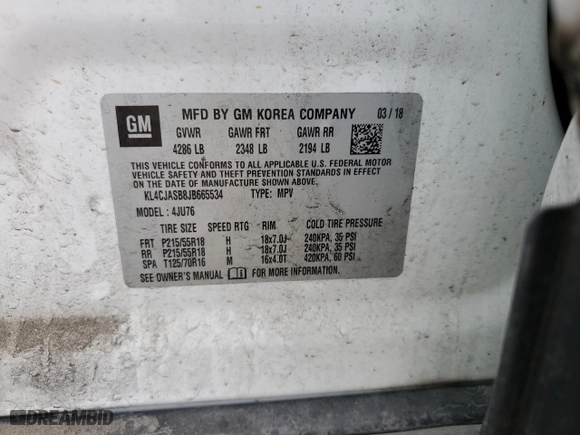 GM
MFD BY GM KOREA COMPANY 03 / 18
GVWR GAWR FRT GAWR RR
4286 LB 2348 LB 2194 LB
THIS VEHICLE CONFORMS TO ALL APPLICABLE U.S. FEDERAL MOTOR
VEHICLE SAFETY AND THEFT PREVENTION STANDARDS IN EFFECT
ON THE DATE OF MANUFACTURE SHOWN ABOVE.
KL4CJASB8JB665534 TYPE: MPV
MODEL : 4JU76
TIRE SIZE SPEED RTG RIM COLD TIRE PRESSURE
FRT P215/55R18 H 18x7.0J 240KPA, 35 PSI
RR P215/55R18 H 18x7.0J 240KPA, 35 PSI
SPA T125/70R16 M 16x4.0T 420KPA, 60 PSI
SEE OWNER'S MANUAL FOR MORE INFORMATION.
DREAMBID